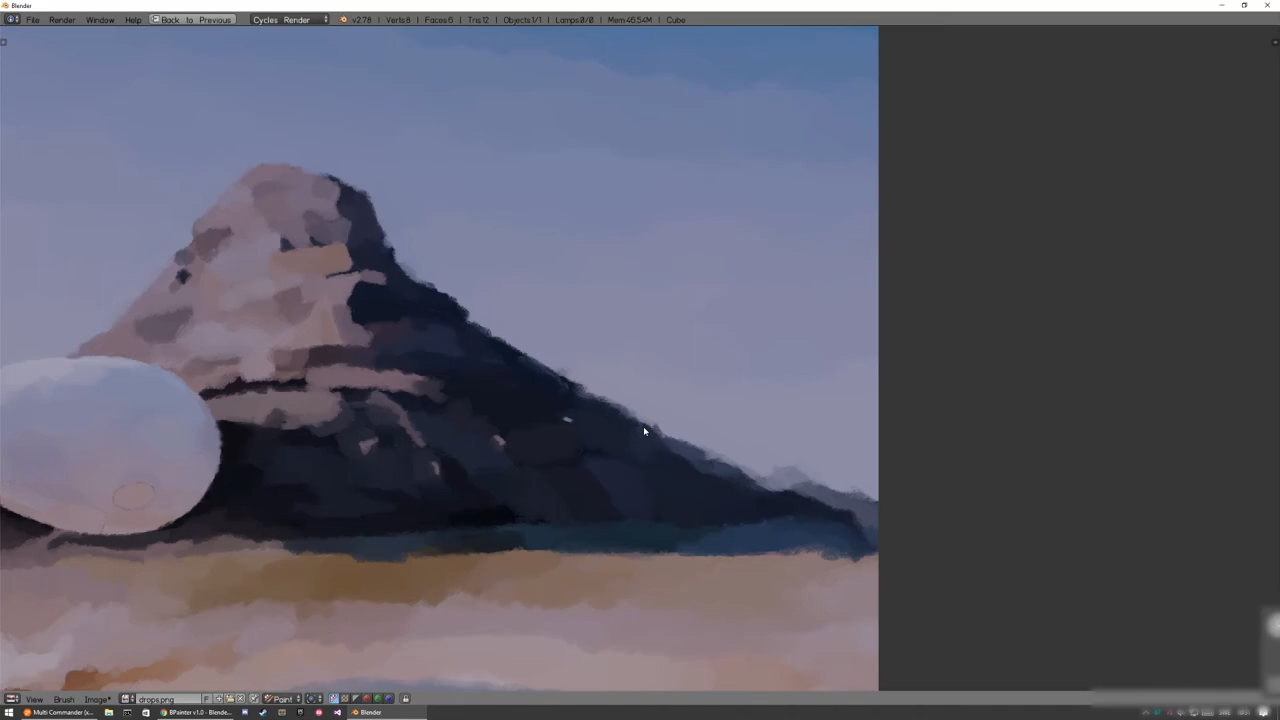 Blender
File Render Window Help Back to Previous Cycles Render v2.78 Verts:8 Faces:6 Tris:12 Objects:1/1 Lamps:0/0 Mem:46.54M Cube
View Brush Image* drops.png F Paint
Multi Commander (x... BPainter v1.0 - Blende... Blender